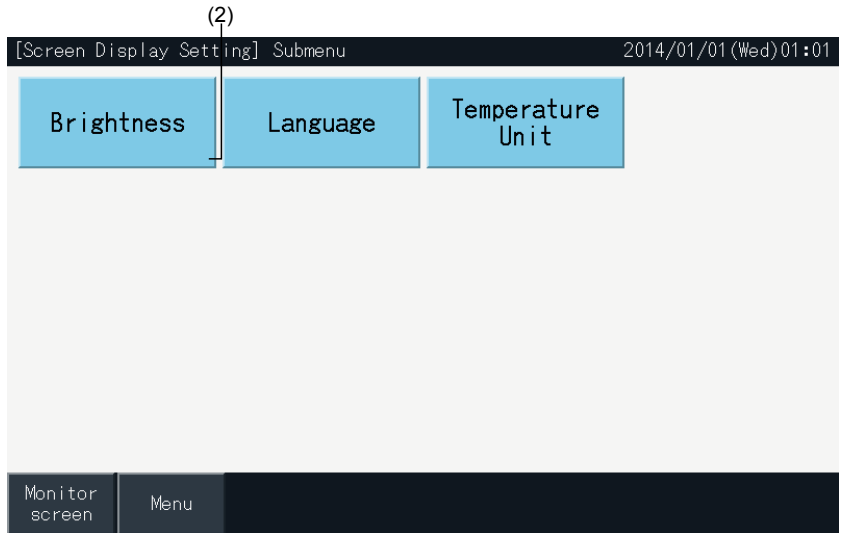 (2)
[Screen Display Setting] Submenu 2014/01/01(Wed)01:01
Brightness
Language
Temperature
Unit
Monitor
screen
Menu